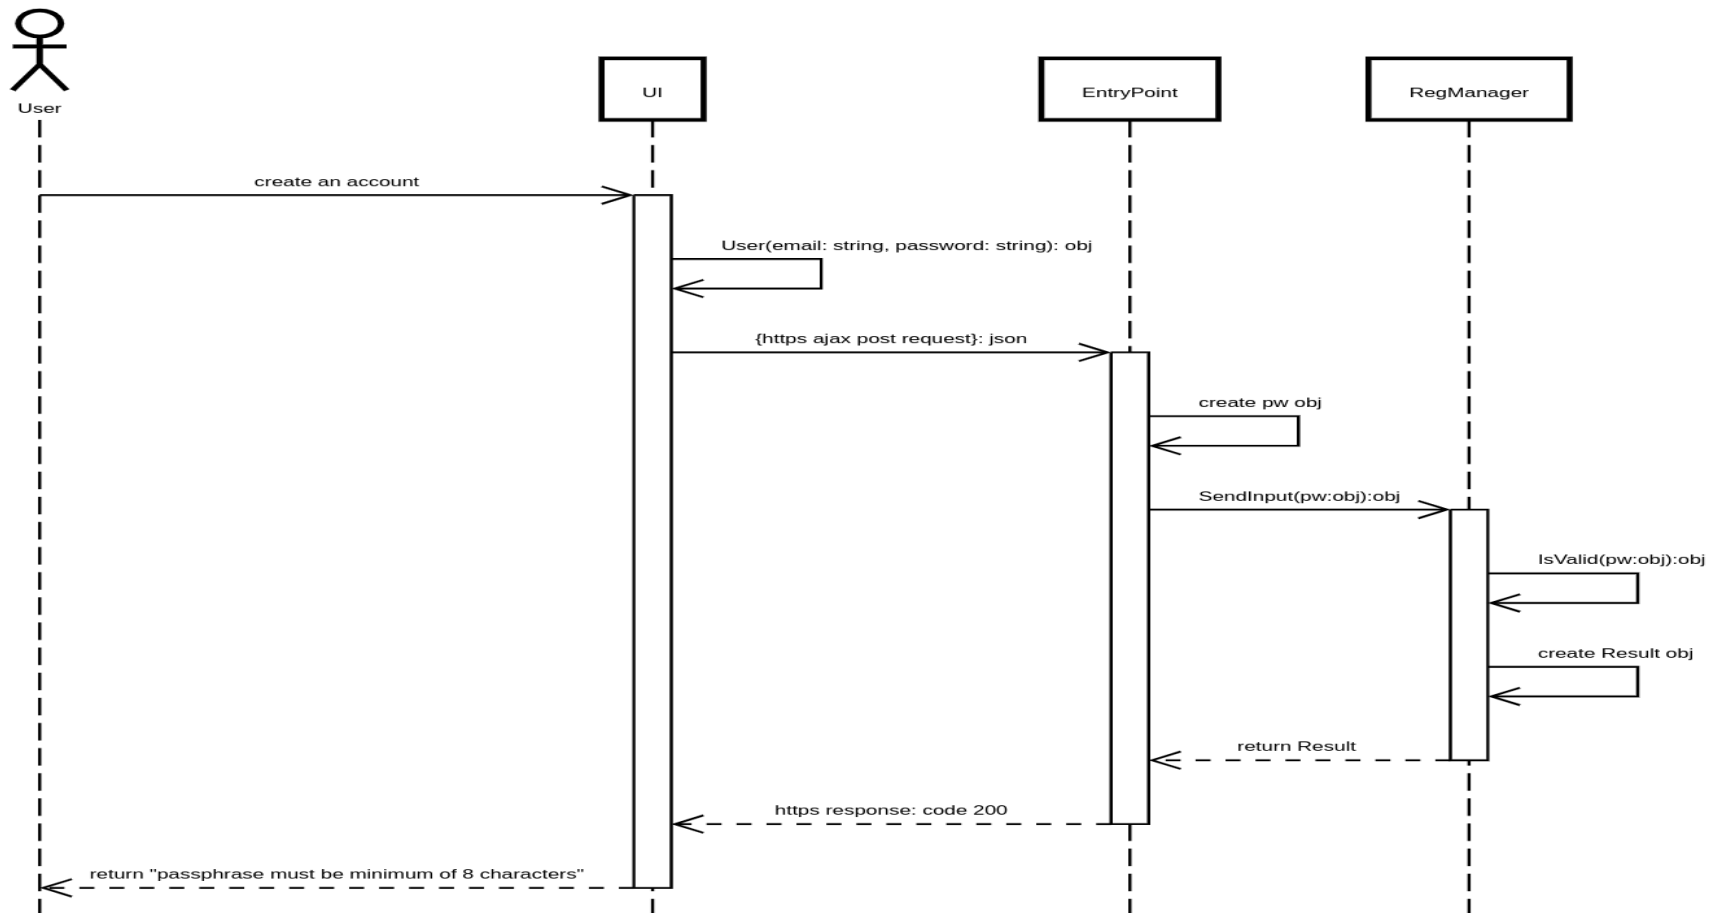 User
UI
EntryPoint
RegManager
create an account
User(email: string, password: string): obj
{https ajax post request}: json
create pw obj
SendInput(pw:obj):obj
IsValid(pw:obj):obj
create Result obj
return Result
https response: code 200
return "passphrase must be minimum of 8 characters"